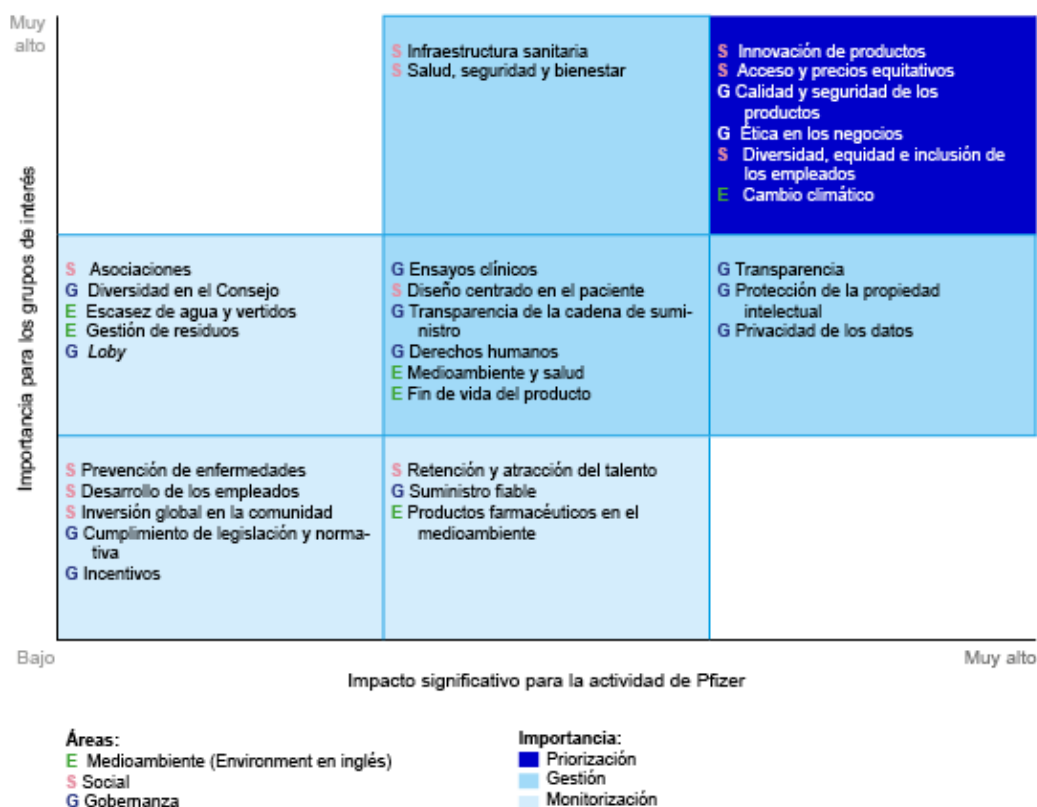 Muy
alto
S Infraestructura sanitaria
S Salud, seguridad y bienestar
S Innovación de productos
S Acceso y precios equitativos
G Calidad y seguridad de los
productos
G Ética en los negocios
S Diversidad, equidad e inclusión de
los empleados
E Cambio climático
Importancia para los grupos de interés
S Asociaciones
G Diversidad en el Consejo
E Escasez de agua y vertidos
E Gestión de residuos
G Loby
G Ensayos clínicos
S Diseño centrado en el paciente
G Transparencia de la cadena de sumi-
nistro
G Derechos humanos
E Medioambiente y salud
E Fin de vida del producto
G Transparencia
G Protección de la propiedad
intelectual
G Privacidad de los datos
S Prevención de enfermedades
S Desarrollo de los empleados
S Inversión global en la comunidad
G Cumplimiento de legislación y norma-
tiva
G Incentivos
S Retención y atracción del talento
G Suministro fiable
E Productos farmacéuticos en el
medioambiente
Bajo
Muy alto
Impacto significativo para la actividad de Pfizer
Áreas:
E Medioambiente (Environment en inglés)
S Social
G Gobernanza
Importancia:
Priorización
Gestión
Monitorización